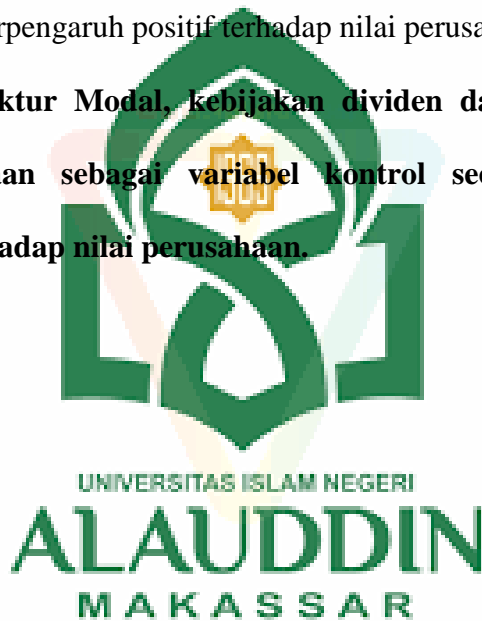 rpengaruh positif terhadap nilai perusa
ktur Modal, kebijakan dividen da
an sebagai variabel kontrol sec
adap nilai perusahaan.
UNIVERSITAS ISLAM NEGERI
ALAUDDIN
MAKASSAR